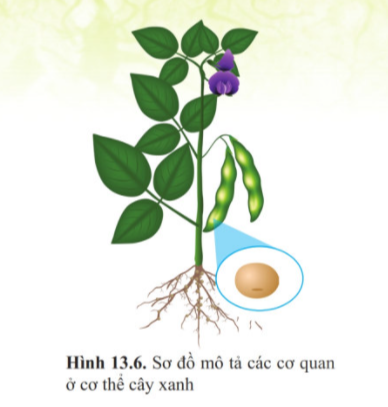 Hình 13.6. Sơ đồ mô tả các cơ quan
ở cơ thể cây xanh